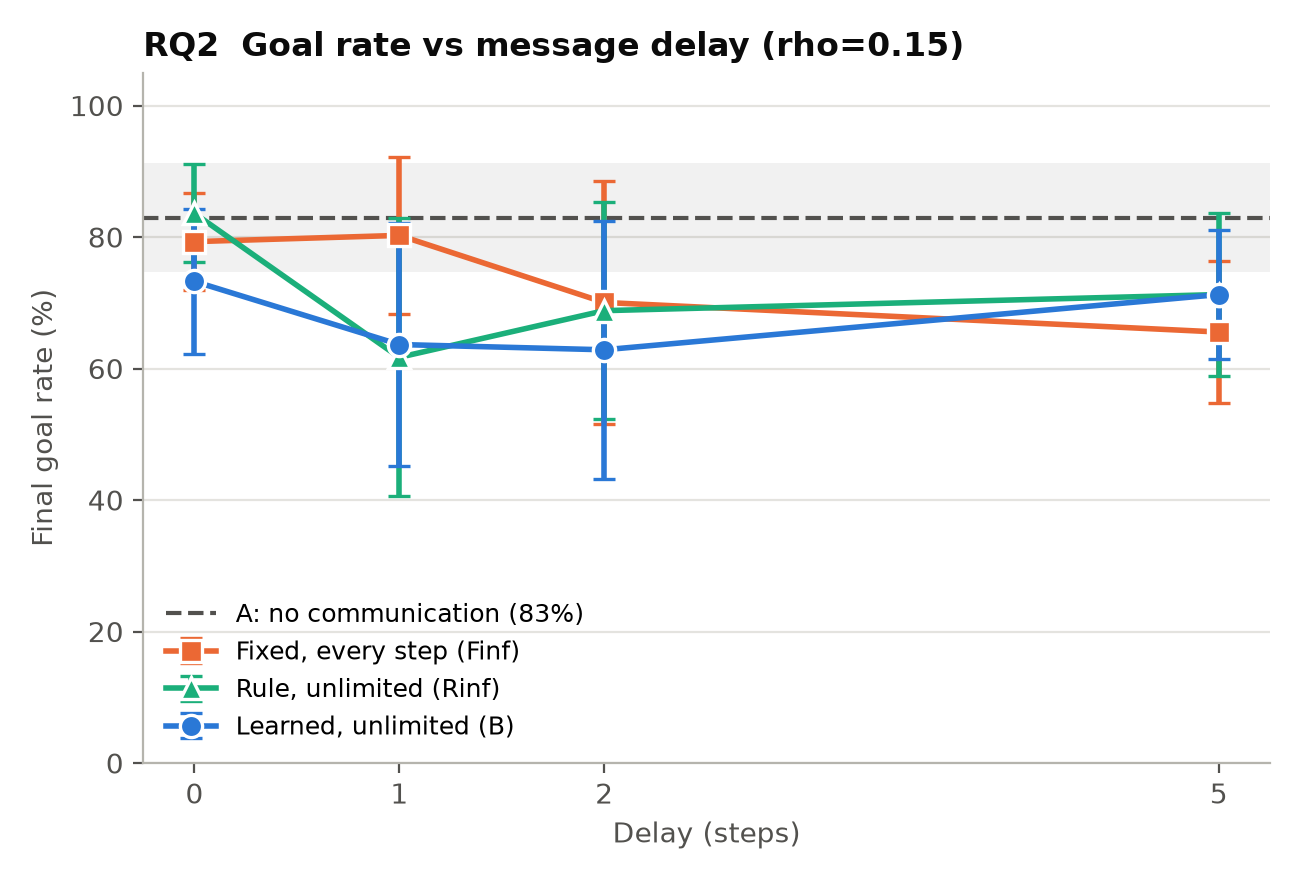 RQ2  Goal rate vs message delay (rho=0.15)
100
80
60
40
20
0
Final goal rate (%)
A: no communication (83%)
Fixed, every step (Finf)
Rule, unlimited (Rinf)
Learned, unlimited (B)
0 1 2 5
Delay (steps)